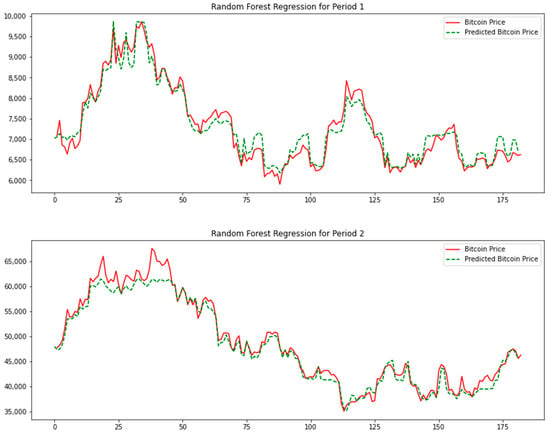 Random Forest Regression for Period 1
Bitcoin Price
Predicted Bitcoin Price
10,000
9,500
9,000
8,500
8,000
7,500
7,000
6,500
6,000
0 25 50 75 100 125 150 175
Random Forest Regression for Period 2
Bitcoin Price
Predicted Bitcoin Price
65,000
60,000
55,000
50,000
45,000
40,000
35,000
0 25 50 75 100 125 150 175